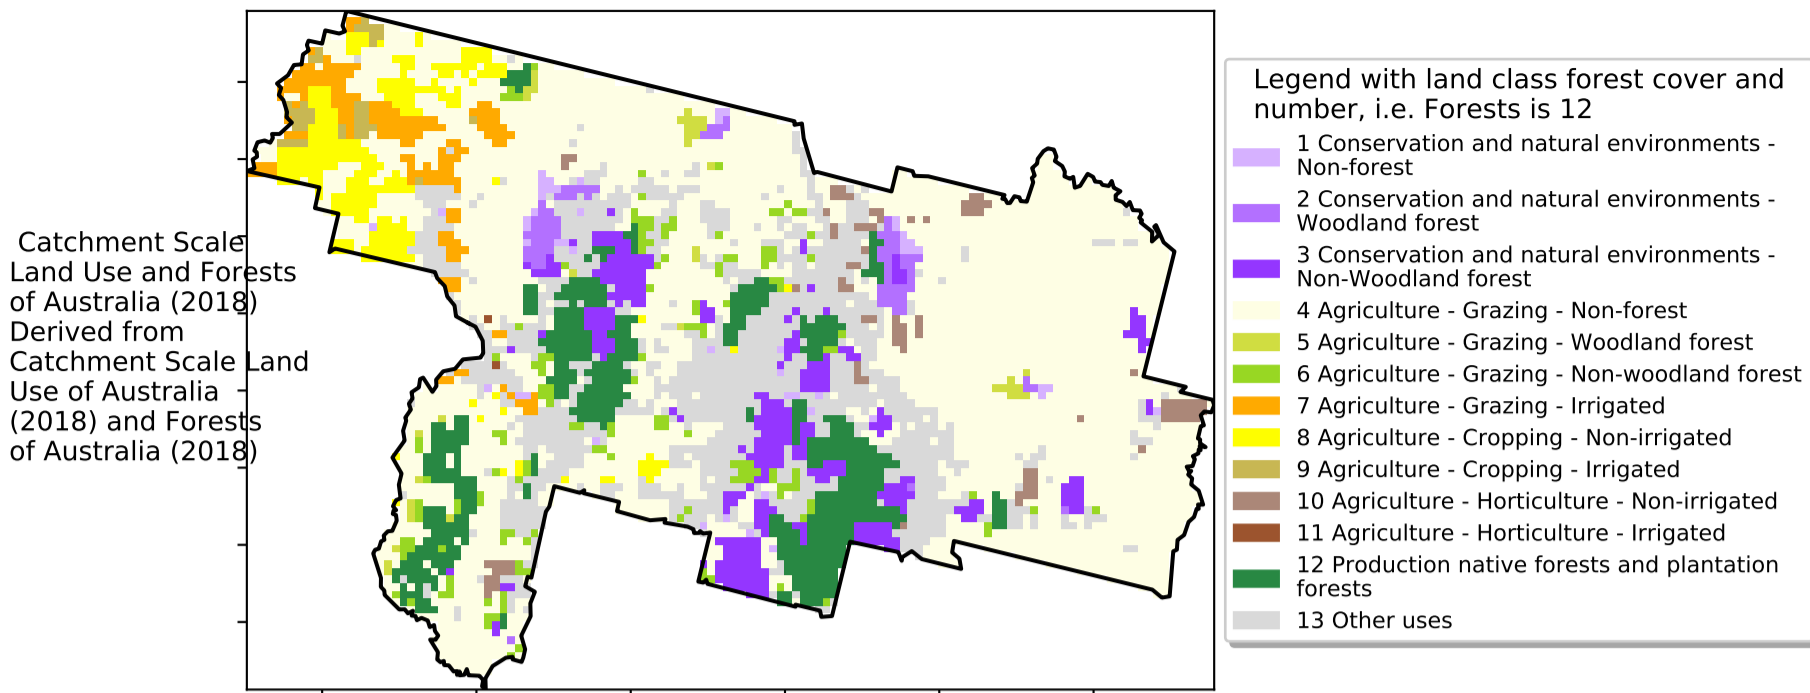 Catchment Scale
Land Use and Forests
of Australia (2018)
Derived from
Catchment Scale Land
Use of Australia
(2018) and Forests
of Australia (2018)
Legend with land class forest cover and
number, i.e. Forests is 12
1 Conservation and natural environments -
Non-forest
2 Conservation and natural environments -
Woodland forest
3 Conservation and natural environments -
Non-Woodland forest
4 Agriculture - Grazing - Non-forest
5 Agriculture - Grazing - Woodland forest
6 Agriculture - Grazing - Non-woodland forest
7 Agriculture - Grazing - Irrigated
8 Agriculture - Cropping - Non-irrigated
9 Agriculture - Cropping - Irrigated
10 Agriculture - Horticulture - Non-irrigated
11 Agriculture - Horticulture - Irrigated
12 Production native forests and plantation
forests
13 Other uses